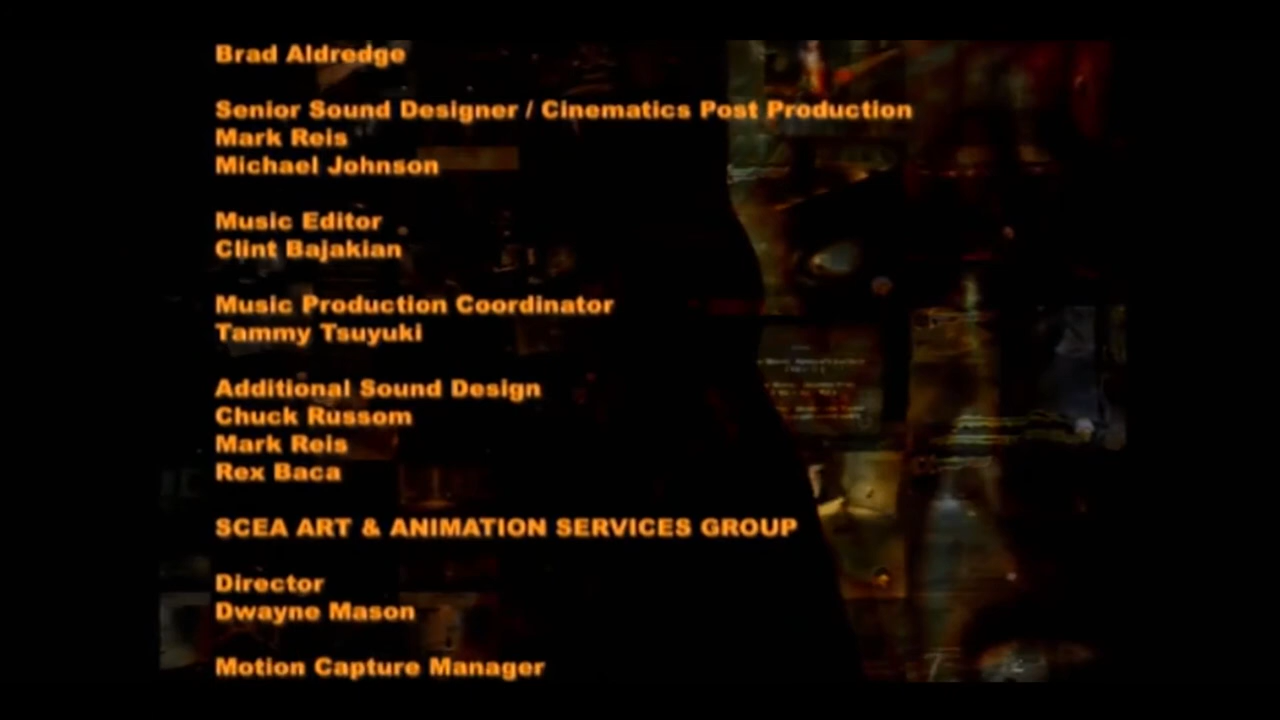 Brad Aldredge
Senior Sound Designer / Cinematics Post Production
Mark Reis
Michael Johnson
Music Editor
Clint Bajakian
Music Production Coordinator
Tammy Tsuyuki
Additional Sound Design
Chuck Russom
Mark Reis
Rex Baca
SCEA ART & ANIMATION SERVICES GROUP
Director
Dwayne Mason
Motion Capture Manager